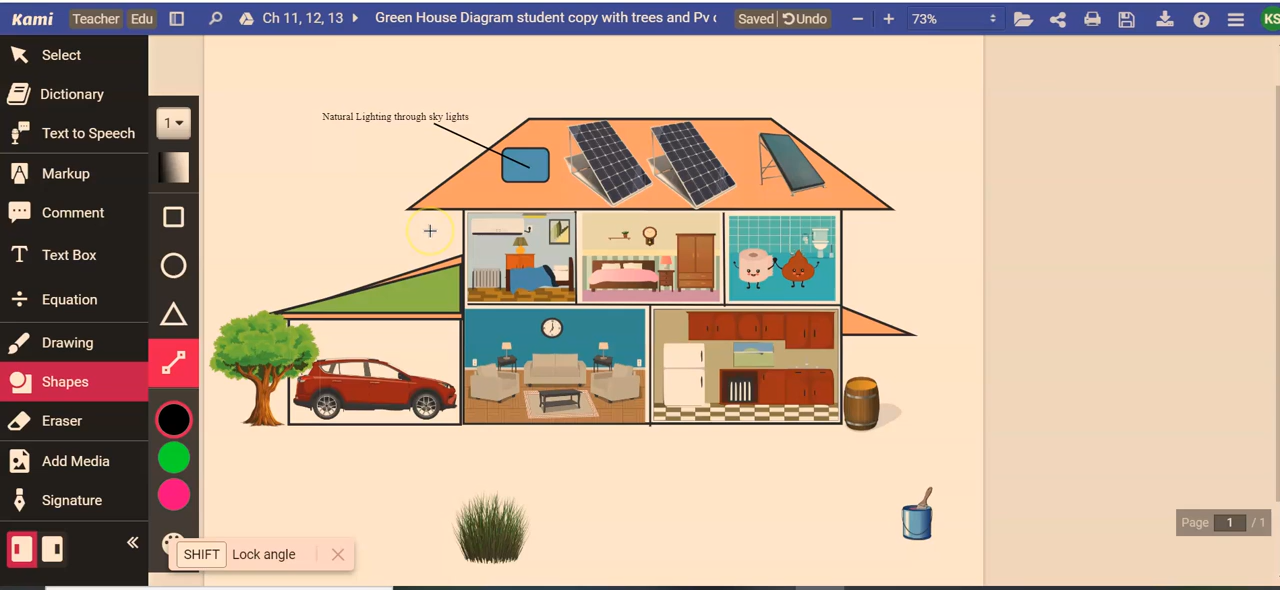 Kami Teacher Edu Ch 11, 12, 13 Green House Diagram student copy with trees and Pv Saved Undo 73% KS
Select
Dictionary
Text to Speech
Markup
Comment
Text Box
Equation
Drawing
Shapes
Eraser
Add Media
Signature
1
Natural Lighting through sky lights
SHIFT Lock angle
Page 1 / 1